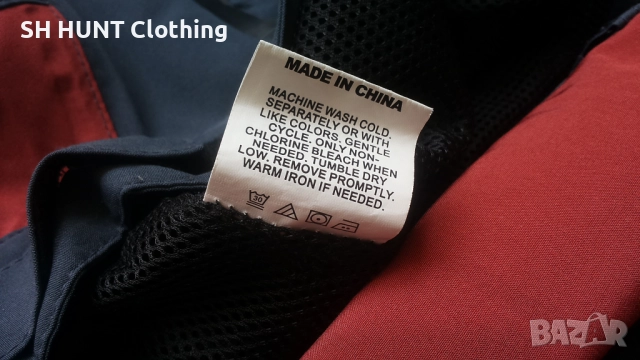 SH HUNT Clothing
MADE IN CHINA
MACHINE WASH COLD.
SEPARATELY OR WITH
LIKE COLORS. GENTLE
CYCLE. ONLY NON-
CHLORINE BLEACH WHEN
NEEDED. TUMBLE DRY
LOW. REMOVE PROMPTLY.
WARM IRON IF NEEDED.
30
BAZAR